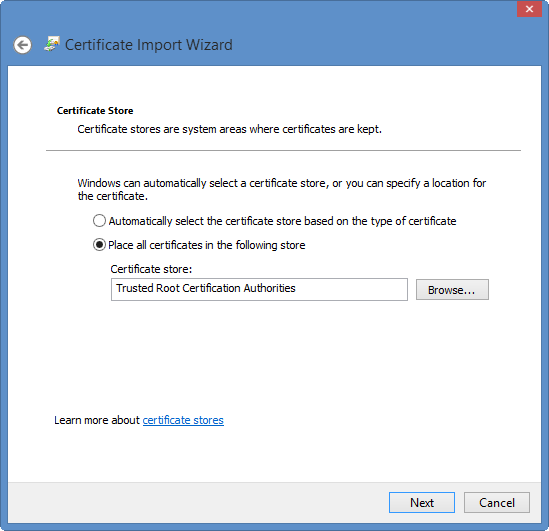 Certificate Import Wizard
Certificate Store
Certificate stores are system areas where certificates are kept.
Windows can automatically select a certificate store, or you can specify a location for
the certificate.
Automatically select the certificate store based on the type of certificate
Place all certificates in the following store
Certificate store:
Trusted Root Certification Authorities
Browse...
Learn more about certificate stores
Next
Cancel